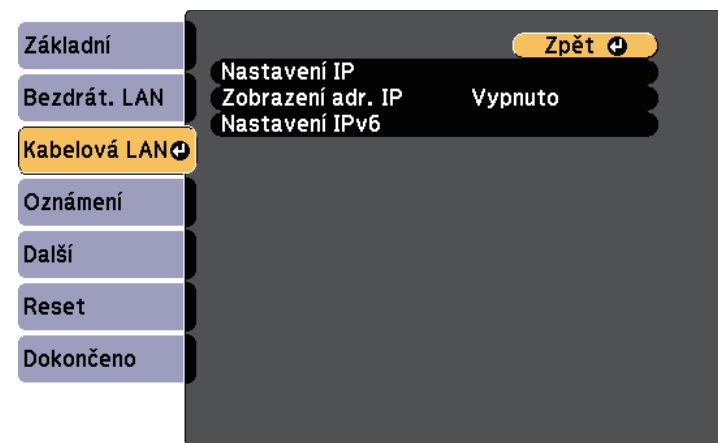 Základní
Bezdrát. LAN
Kabelová LAN
Oznámení
Další
Reset
Dokončeno
Zpět
Nastavení IP
Zobrazení adr. IP Vypnuto
Nastavení IPv6